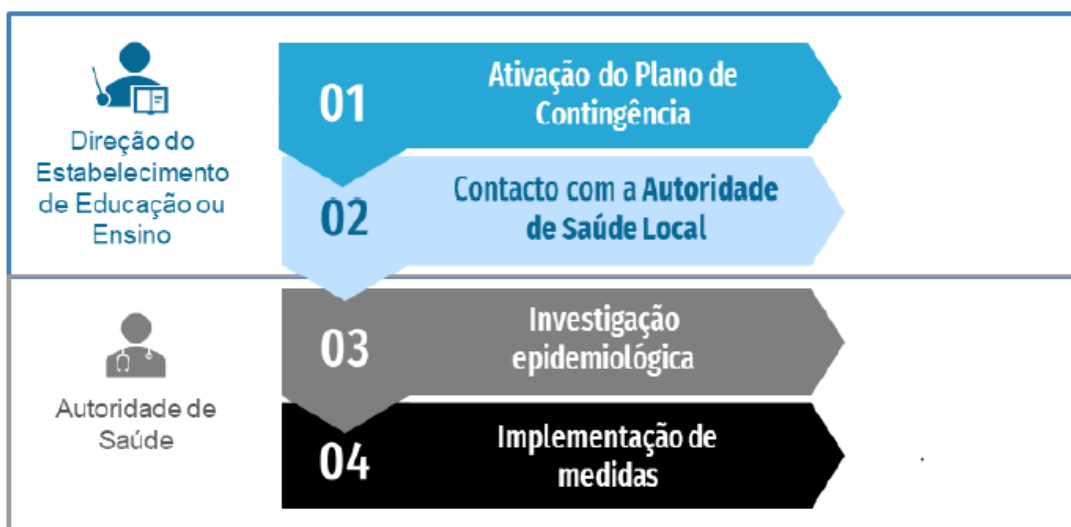 Direção do
Estabelecimento
de Educação ou
Ensino
01
Ativação do Plano de
Contingência
02
Contacto com a Autoridade
de Saúde Local
Autoridade de
Saúde
03
Investigação
epidemiológica
04
Implementação de
medidas